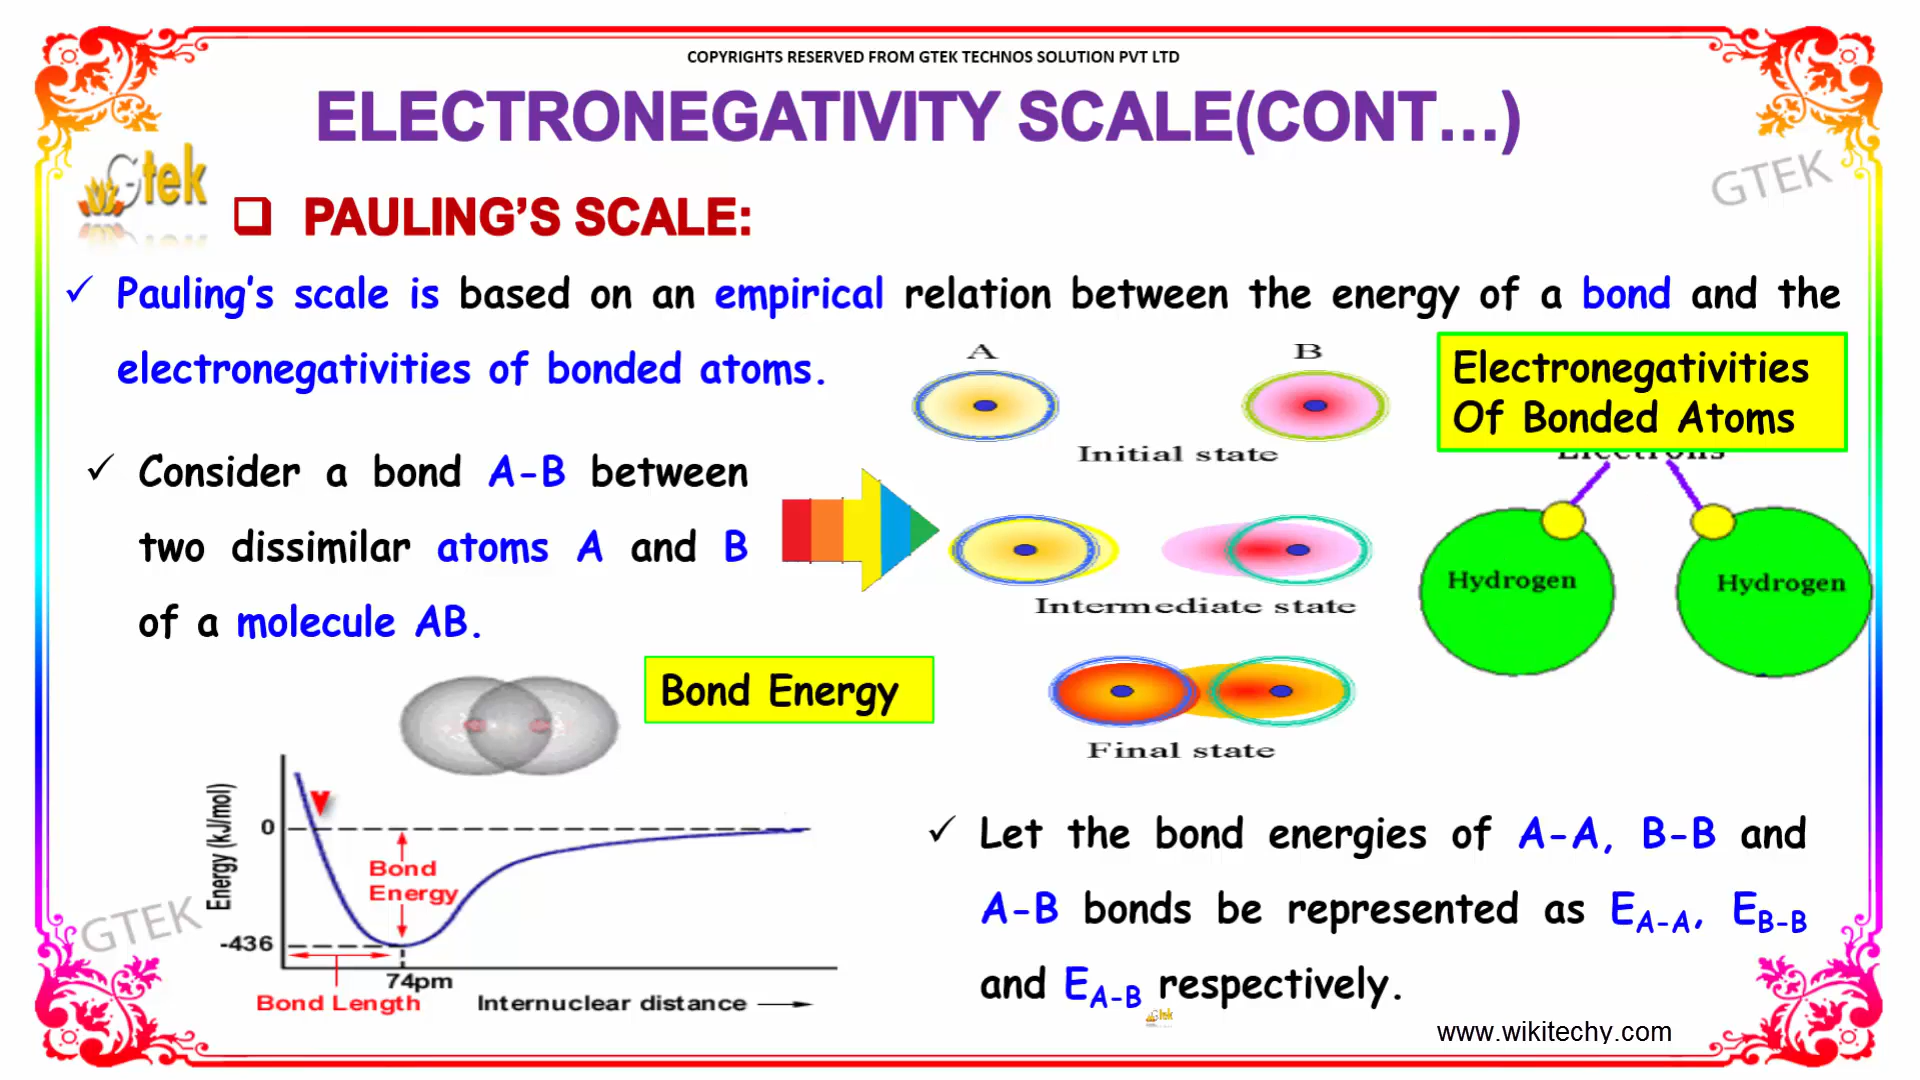 COPYRIGHTS RESERVED FROM GTEK TECHNOS SOLUTION PVT LTD
ELECTRONEGATIVITY SCALE(CONT...)
Gtek
GTEK
❑ PAULING'S SCALE:
✓ Pauling's scale is based on an empirical relation between the energy of a bond and the
electronegativities of bonded atoms.
A
B
Initial state
Electronegativities
Of Bonded Atoms
Electrons
✓ Consider a bond A-B between
two dissimilar atoms A and B
of a molecule AB.
Intermediate state
Hydrogen
Hydrogen
Bond Energy
Final state
Energy (kJ/mol)
0
Bond
Energy
-436
74pm
Bond Length
Internuclear distance
GTEK
✓ Let the bond energies of A-A, B-B and
A-B bonds be represented as EA-A, EB-B
and EA-B respectively.
Gtek
www.wikitechy.com